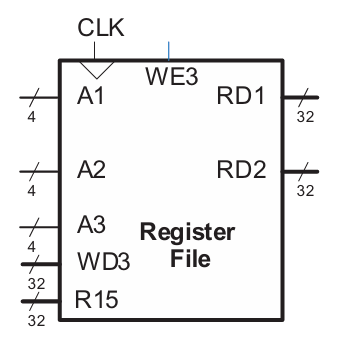 CLK
WE3
A1 RD1
4 32
A2 RD2
4 32
A3
4
Register
File
WD3
32
R15
32